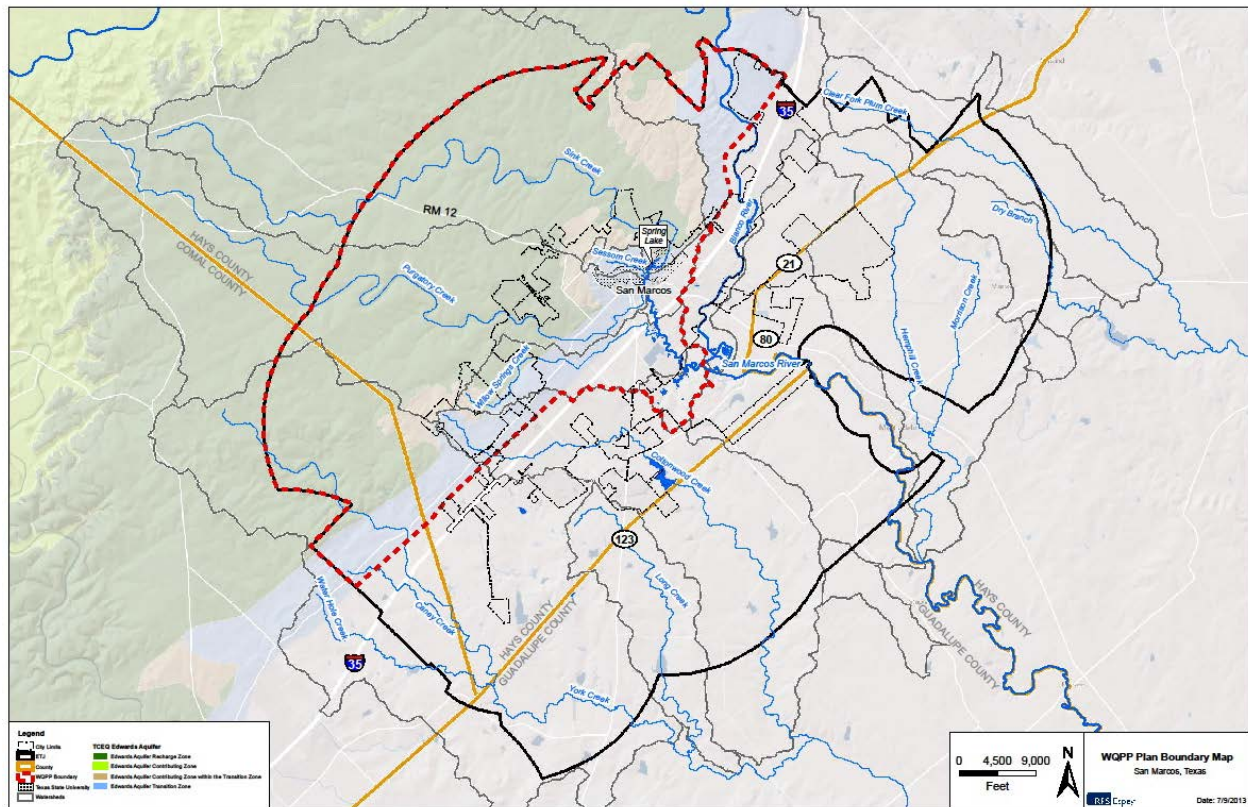 Clear Fork Plum Creek
35
Sink Creek
RM 12
Blanco River
Dry Branch
Spring
Lake
Sessom Creek
HAYS COUNTY
COMAL COUNTY
Purgatory Creek
San Marcos
21
Morrison Creek
Hemphill Creek
80
San Marcos River
Willow Springs Creek
Cottonwood Creek
123
Long Creek
Water Hole Creek
Caney Creek
HAYS COUNTY
GUADALUPE COUNTY
HAYS COUNTY
GUADALUPE COUNTY
35
York Creek
Legend
City Limits
ETJ
County
WQPP Boundary
Texas State University
Watersheds
TCEQ Edwards Aquifer
Edwards Aquifer Recharge Zone
Edwards Aquifer Contributing Zone
Edwards Aquifer Contributing Zone within the Transition Zone
Edwards Aquifer Transition Zone
0 4,500 9,000
Feet
N
WQPP Plan Boundary Map
San Marcos, Texas
RPS Espey
Date: 7/9/2013